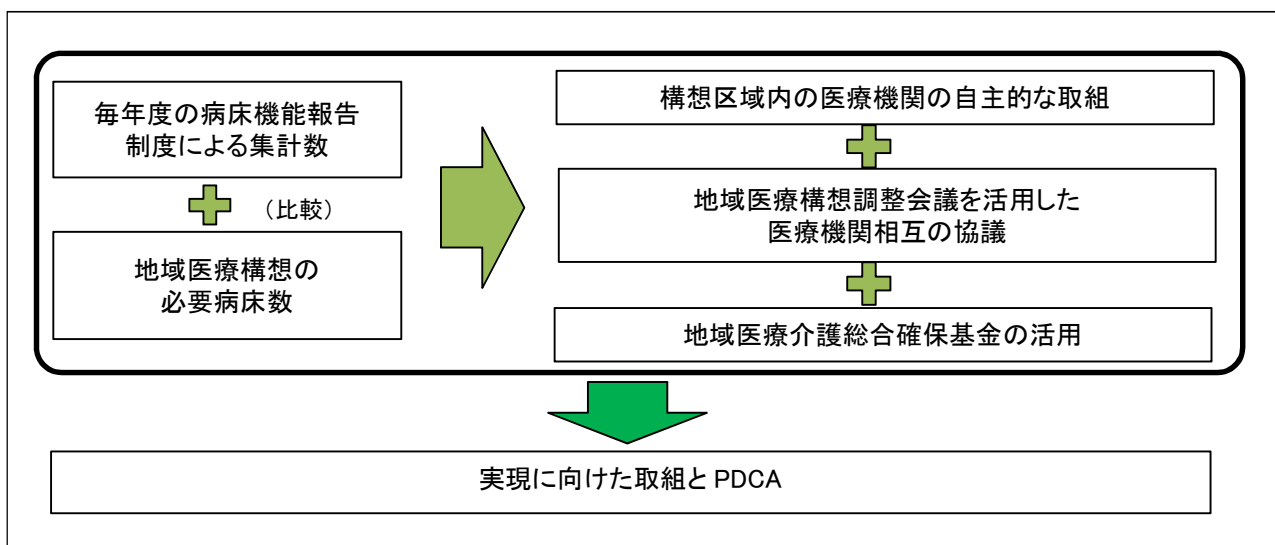 毎年度の病床機能報告
制度による集計数
（比較）
地域医療構想の
必要病床数
構想区域内の医療機関の自主的な取組
地域医療構想調整会議を活用した
医療機関相互の協議
地域医療介護総合確保基金の活用
実現に向けた取組と PDCA